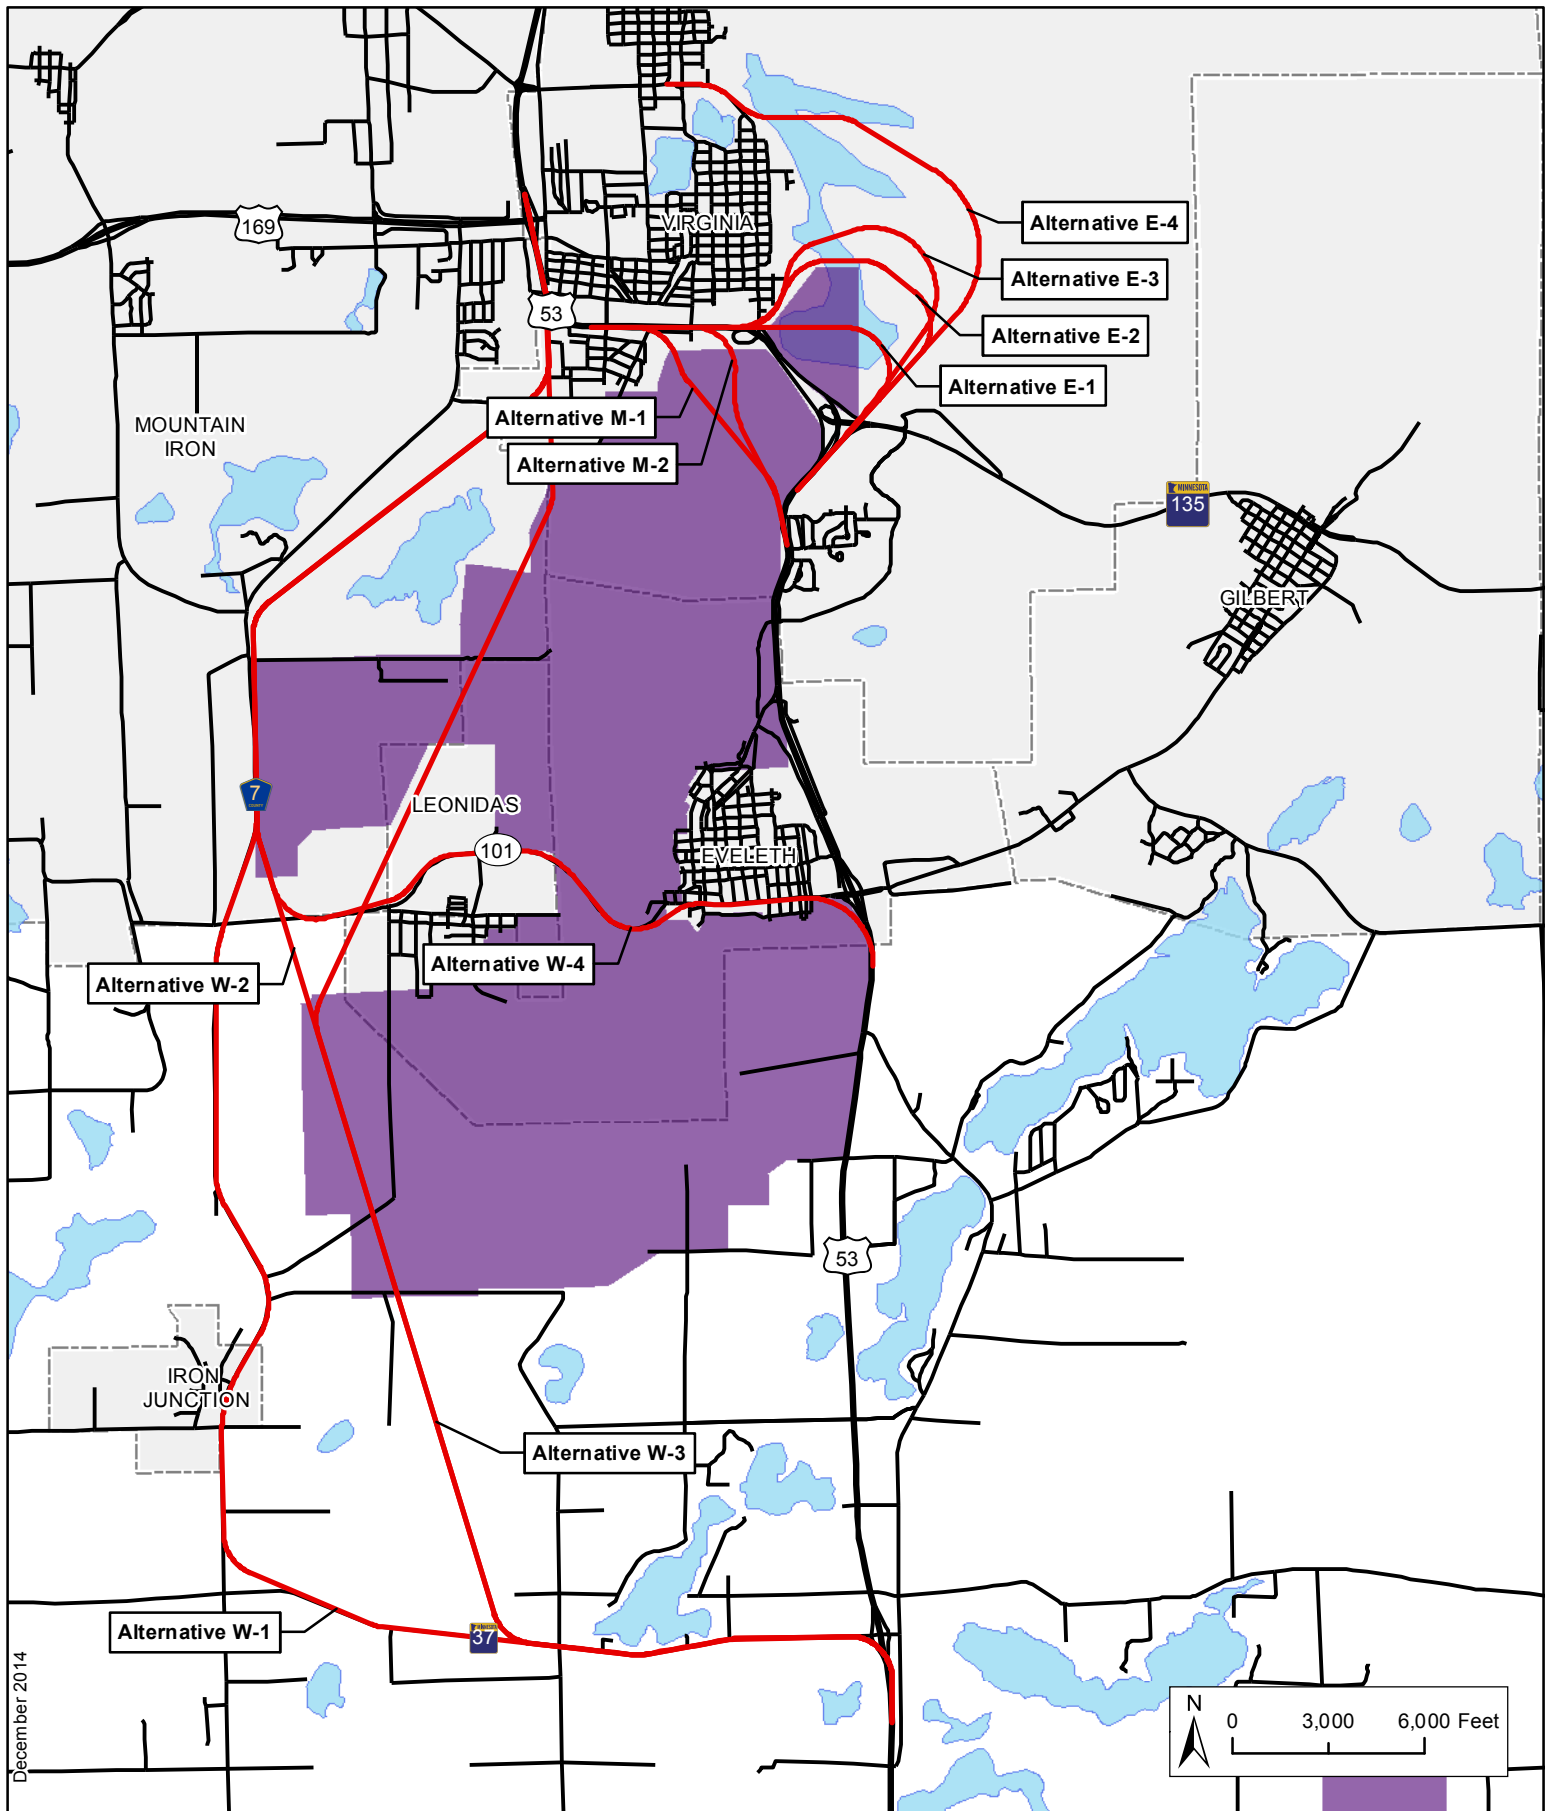 VIRGINIA
169
53
Alternative E-4
Alternative E-3
Alternative E-2
Alternative E-1
Alternative M-1
Alternative M-2
MOUNTAIN
IRON
MINNESOTA
135
GILBERT
7
COUNTY
LEONIDAS
101
EVELETH
Alternative W-4
Alternative W-2
53
IRON
JUNCTION
Alternative W-3
Alternative W-1
37
December 2014
N
0 3,000 6,000 Feet